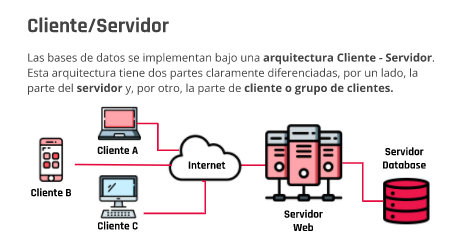 Cliente/Servidor
Las bases de datos se implementan bajo una arquitectura Cliente - Servidor.
Esta arquitectura tiene dos partes claramente diferenciadas, por un lado, la
parte del servidor y, por otro, la parte de cliente o grupo de clientes.
Cliente A
Internet
Servidor
Database
Cliente B
Servidor
Web
Cliente C